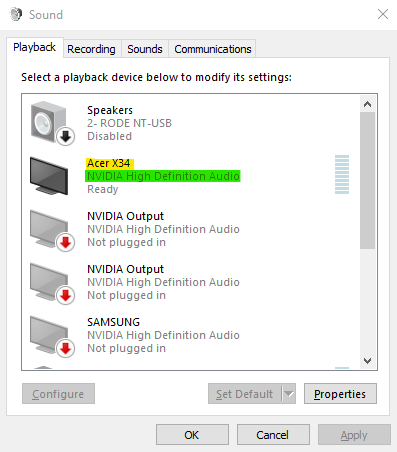 Sound
Playback Recording Sounds Communications
Select a playback device below to modify its settings:
Speakers
2- RODE NT-USB
Disabled
Acer X34
NVIDIA High Definition Audio
Ready
NVIDIA Output
NVIDIA High Definition Audio
Not plugged in
NVIDIA Output
NVIDIA High Definition Audio
Not plugged in
SAMSUNG
NVIDIA High Definition Audio
Not plugged in
Configure Set Default Properties
OK Cancel Apply